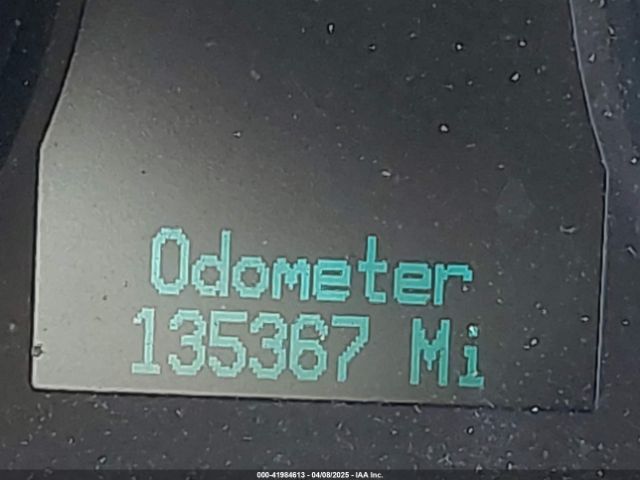 Odometer
135367 Mi
000-41984613 - 04/08/2025 - IAA Inc.